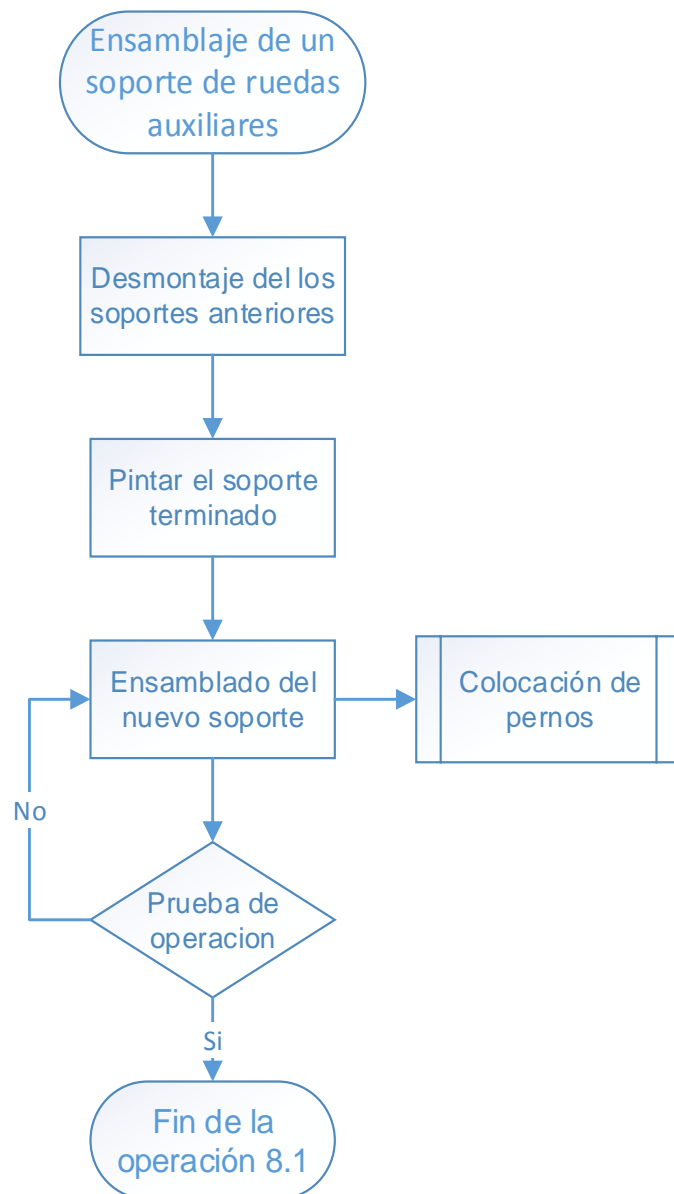 Ensamblaje de un
soporte de ruedas
auxiliares
Desmontaje del los
soportes anteriores
Pintar el soporte
terminado
Ensamblado del
nuevo soporte
Colocación de
pernos
No
Prueba de
operacion
Si
Fin de la
operación 8.1